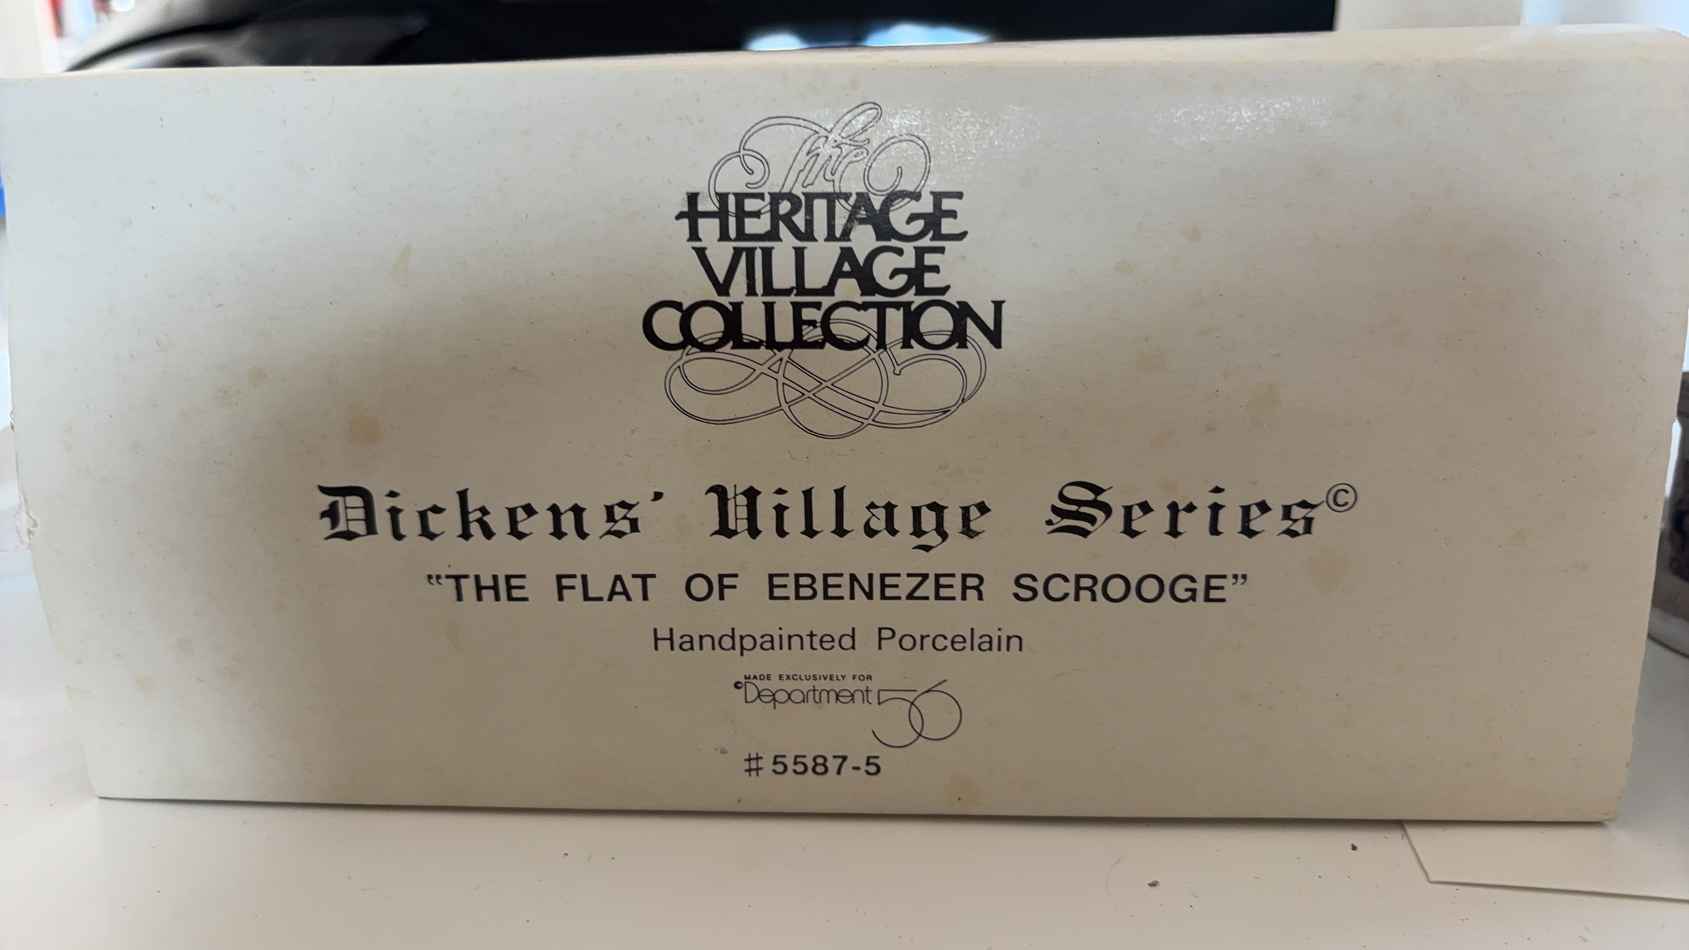 The
HERITAGE
VILLAGE
COLLECTION
Dickens' Village Series©
“THE FLAT OF EBENEZER SCROOGE”
Handpainted Porcelain
MADE EXCLUSIVELY FOR
©Department 56
#5587-5